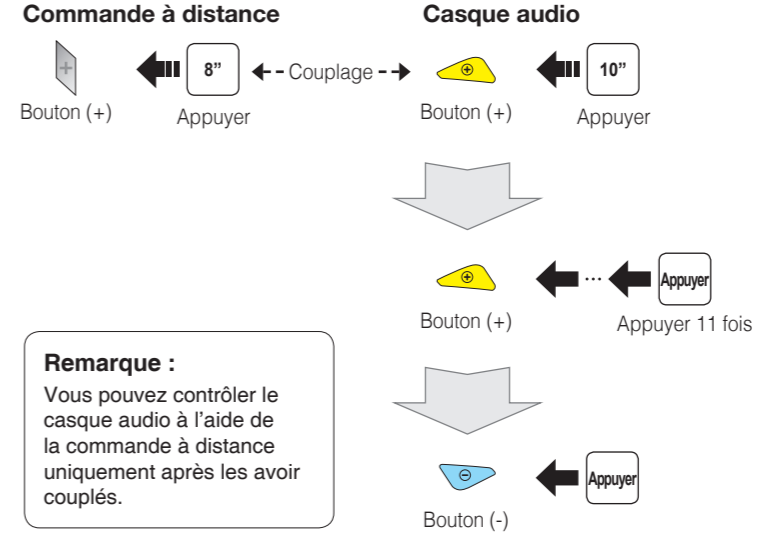 Commande à distance
Casque audio
+
8”
Couplage
10”
Bouton (+)
Appuyer
Bouton (+)
Appuyer
...
Appuyer
Bouton (+)
Appuyer 11 fois
Remarque :
Vous pouvez contrôler le
casque audio à l’aide de
la commande à distance
uniquement après les avoir
couplés.
Appuyer
Bouton (-)